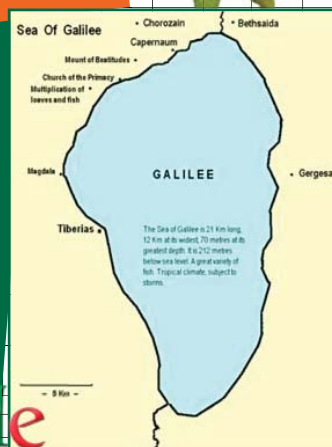 Sea Of Galilee
Chorozain
Bethsaida
Capernaum
Mount of Beatitudes
Church of the Primacy
Multiplication of
loaves and fish
Magdala
GALILEE
Gergesa
Tiberias
The Sea of Galilee is 21 Km long,
12 Km at its widest, 70 metres at its
greatest depth. It is 212 metres
below sea level. A great variety of
fish. Tropical climate, subject to
storms.
- 9 Km -
e